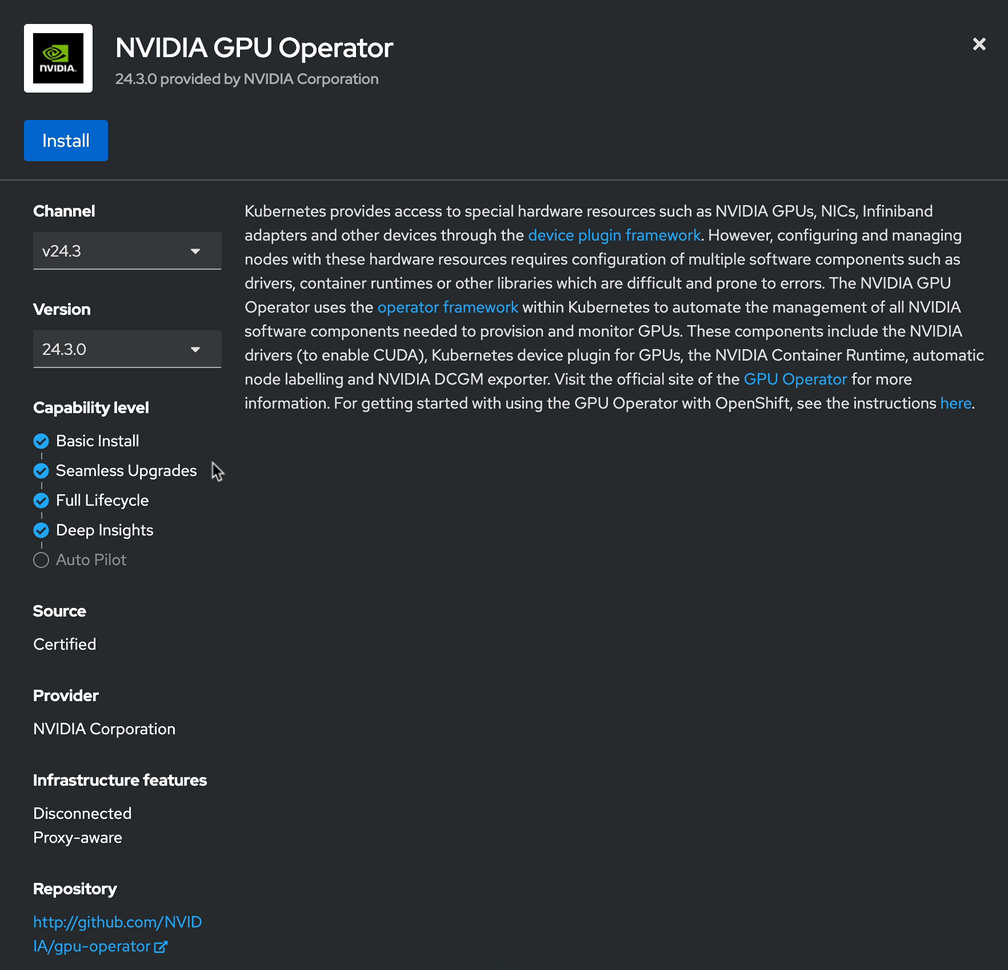 NVIDIA.
NVIDIA GPU Operator
24.3.0 provided by NVIDIA Corporation
Install
Channel
v24.3
Version
24.3.0
Capability level
Basic Install
Seamless Upgrades
Full Lifecycle
Deep Insights
Auto Pilot
Source
Certified
Provider
NVIDIA Corporation
Infrastructure features
Disconnected
Proxy-aware
Repository
http://github.com/NVID
IA/gpu-operator
Kubernetes provides access to special hardware resources such as NVIDIA GPUs, NICs, Infiniband
adapters and other devices through the device plugin framework. However, configuring and managing
nodes with these hardware resources requires configuration of multiple software components such as
drivers, container runtimes or other libraries which are difficult and prone to errors. The NVIDIA GPU
Operator uses the operator framework within Kubernetes to automate the management of all NVIDIA
software components needed to provision and monitor GPUs. These components include the NVIDIA
drivers (to enable CUDA), Kubernetes device plugin for GPUs, the NVIDIA Container Runtime, automatic
node labelling and NVIDIA DCGM exporter. Visit the official site of the GPU Operator for more
information. For getting started with using the GPU Operator with OpenShift, see the instructions here.